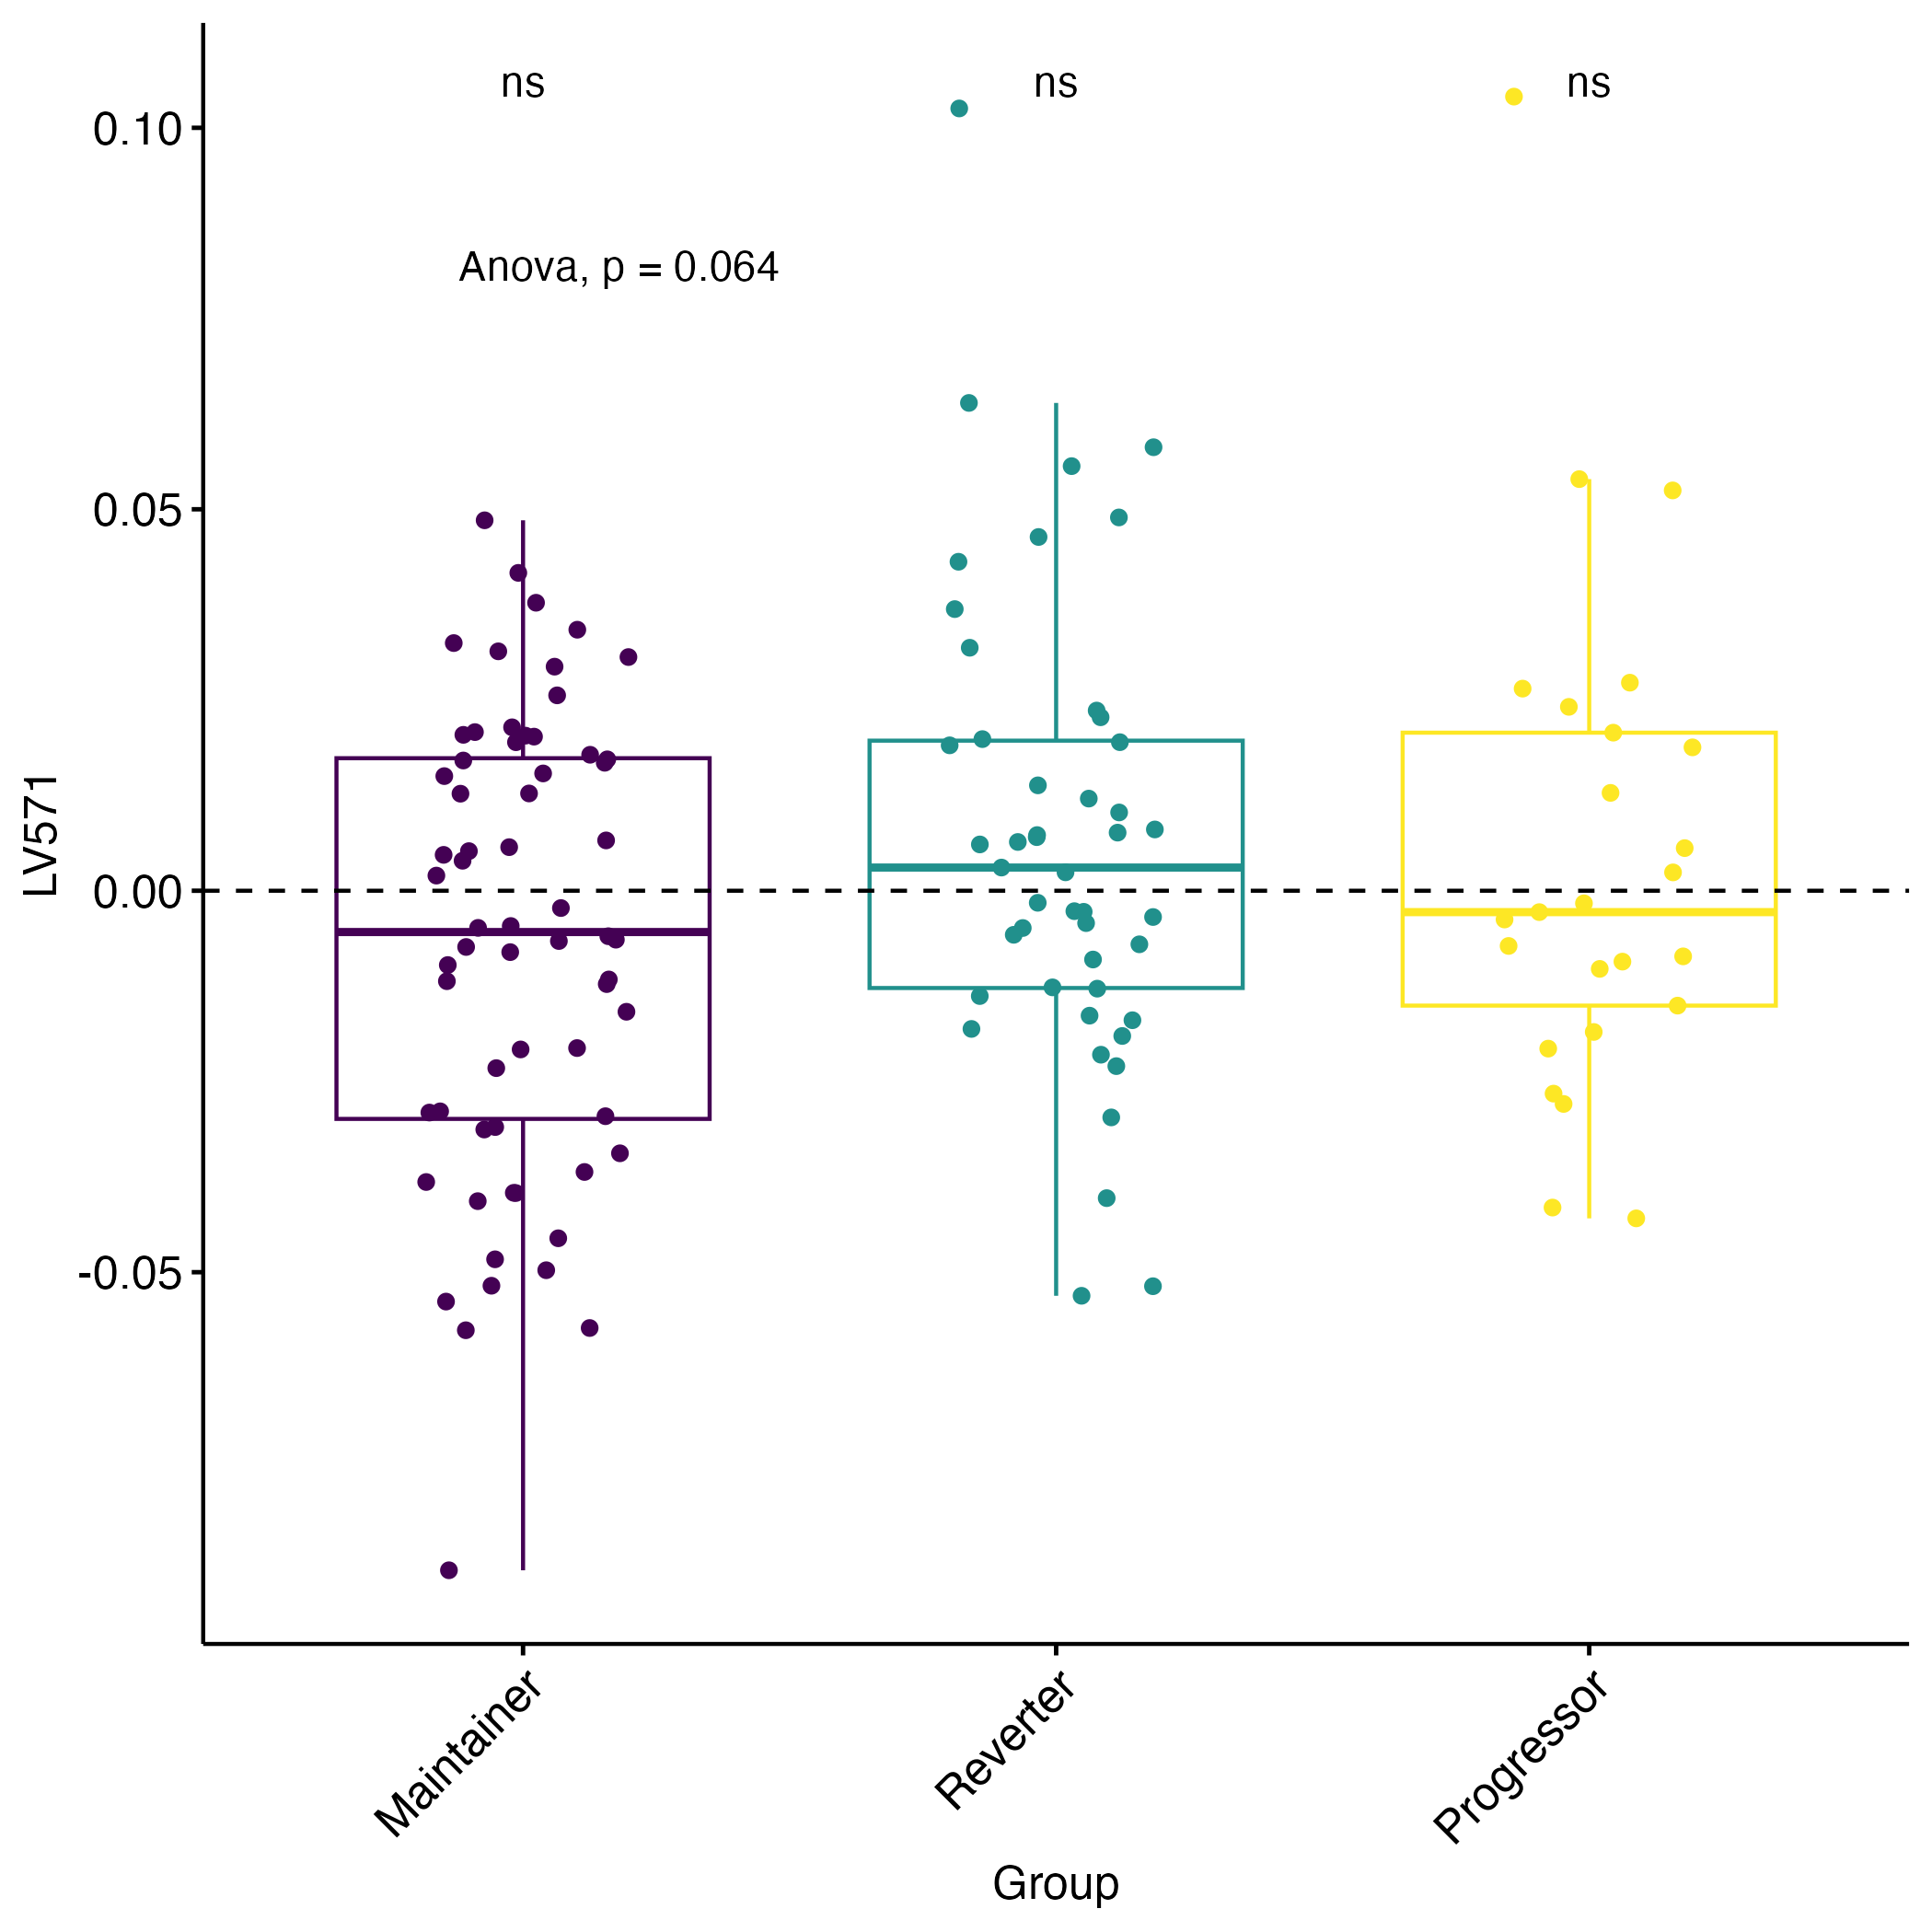 ns ns ns
Anova, p = 0.064
0.10
0.05
0.00
-0.05
LV571
Maintainer Reverter Progressor
Group